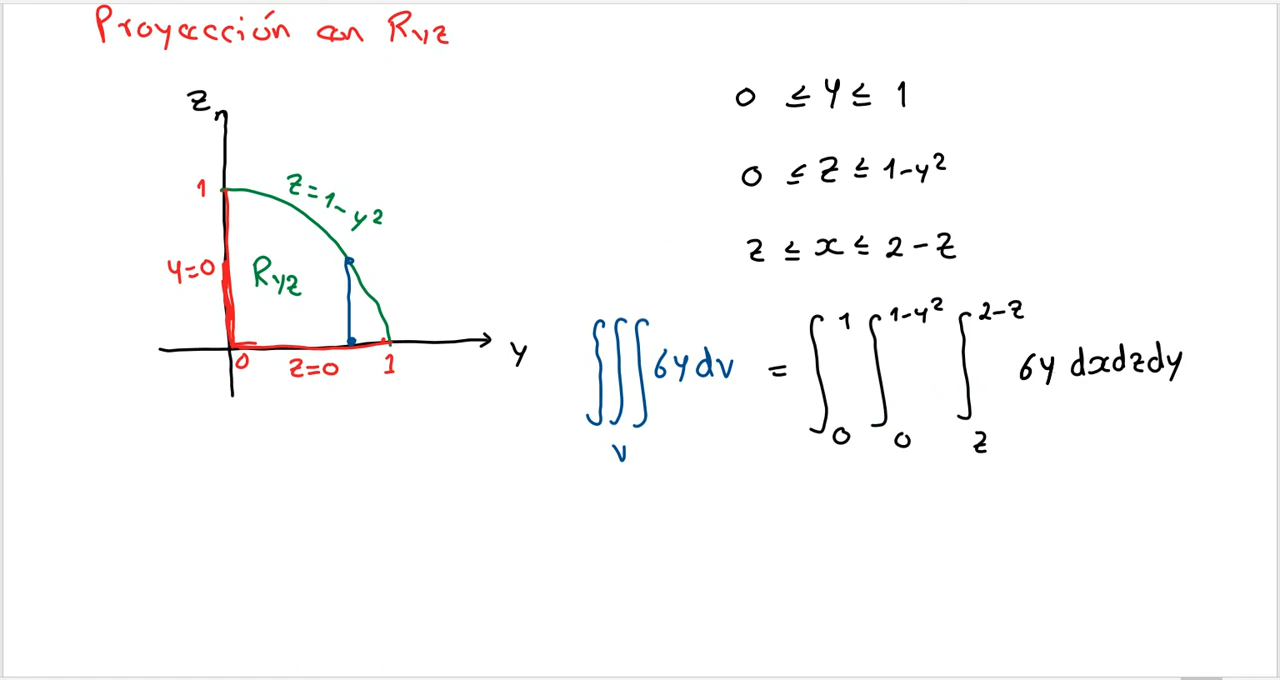 Proyección en Ryz
z
1
z=1-y²
y=0
Ryz
0
z=0
1
y
0 ≤ y ≤ 1
0 ≤ z ≤ 1-y²
z ≤ x ≤ 2-z
∭_V 6y dv = ∫_0^1 ∫_0^{1-y²} ∫_z^{2-z} 6y dxdzdy